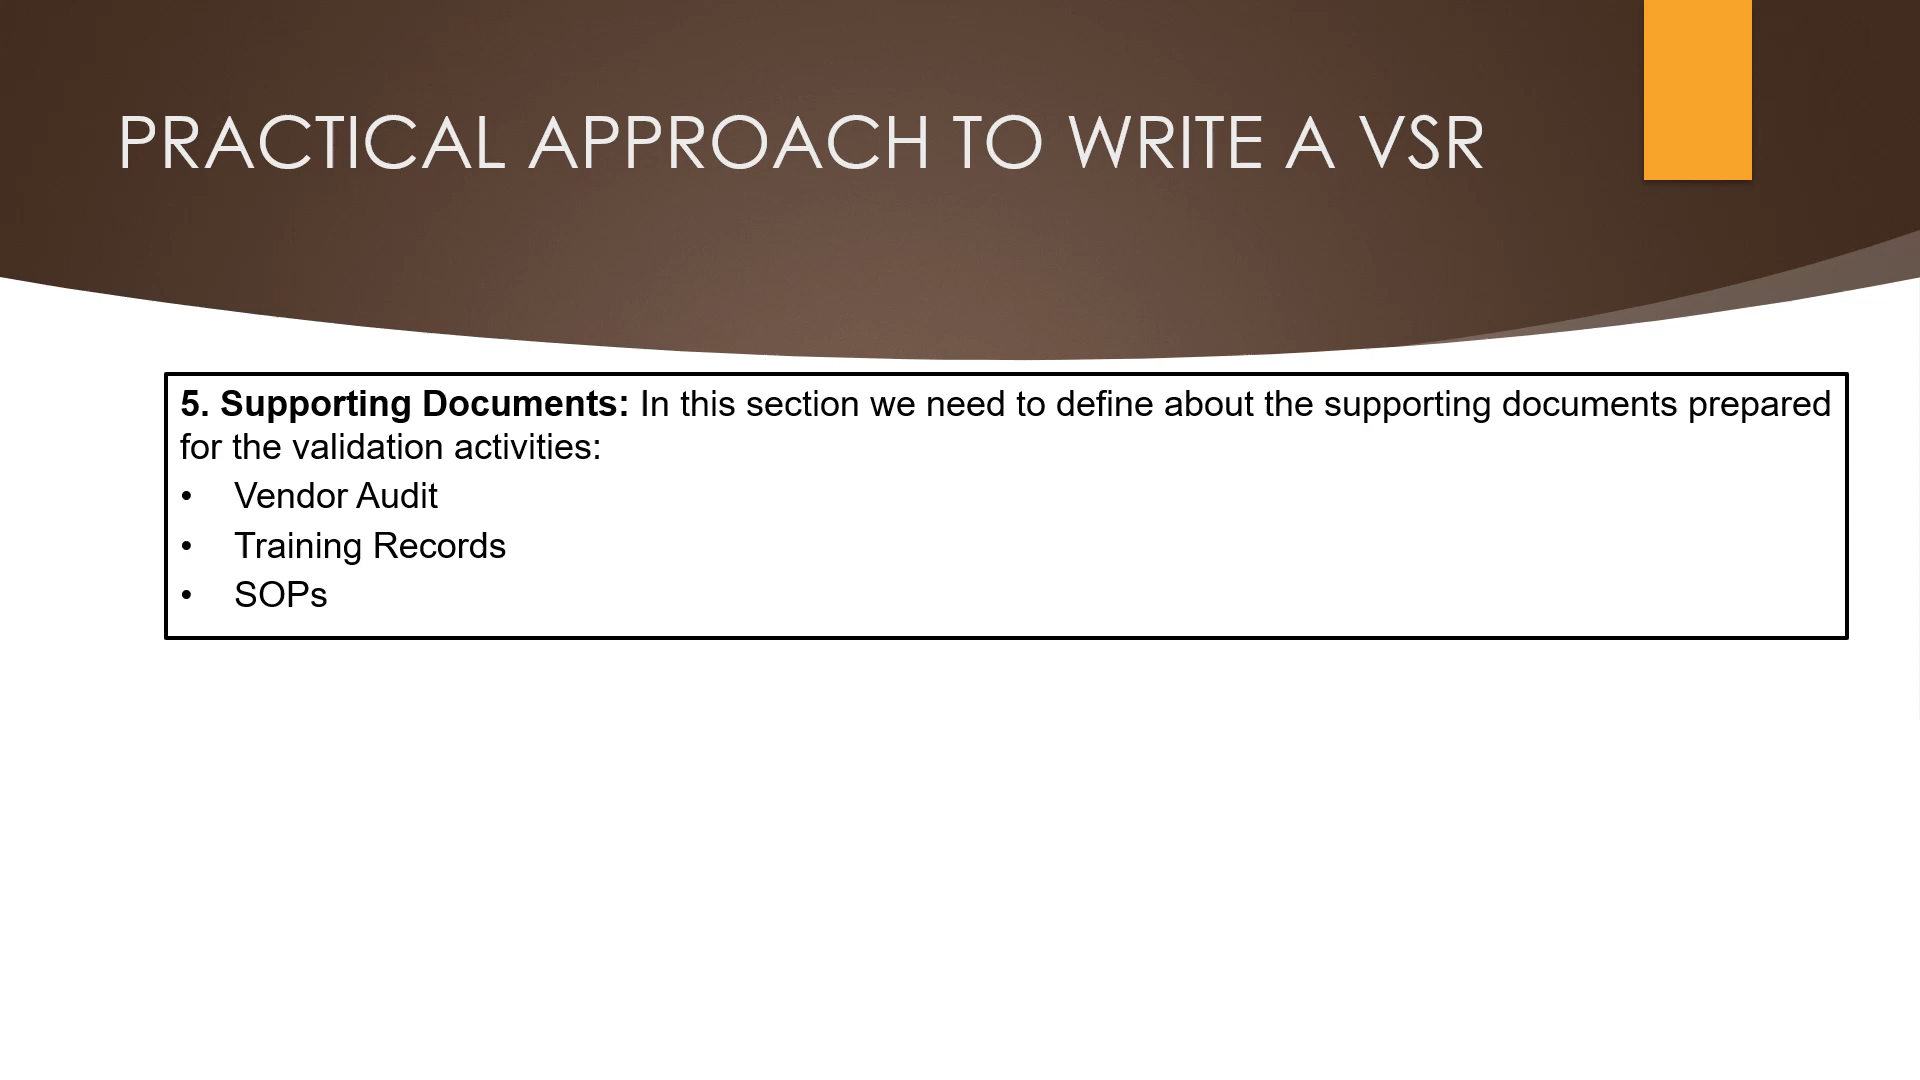 PRACTICAL APPROACH TO WRITE A VSR
5. Supporting Documents: In this section we need to define about the supporting documents prepared
for the validation activities:
• Vendor Audit
• Training Records
• SOPs